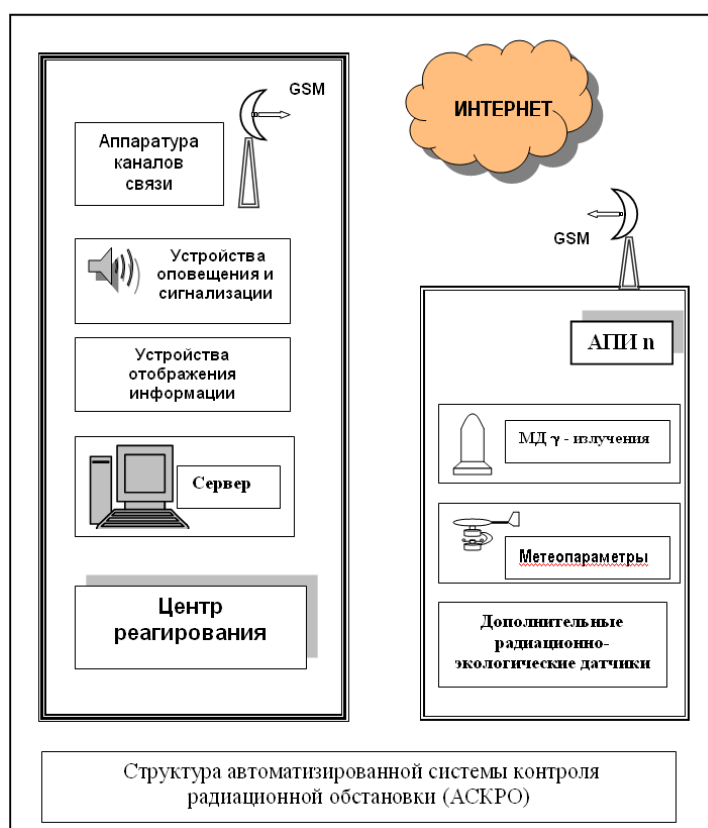 GSM
Аппаратура
каналов
связи
Устройства
оповещения и
сигнализации
Устройства
отображения
информации
Сервер
Центр
реагирования
ИНТЕРНЕТ
GSM
АПИ n
МД γ - излучения
Метеопараметры
Дополнительные
радиационно-
экологические датчики
Структура автоматизированной системы контроля
радиационной обстановки (АСКРО)